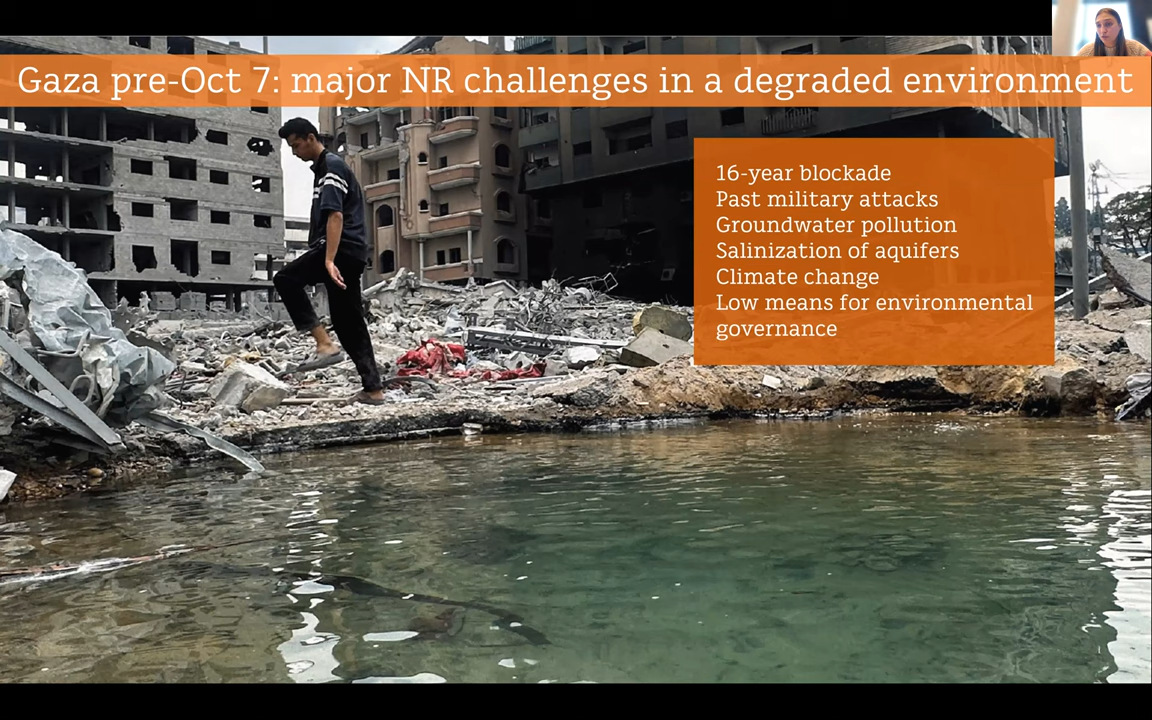 Gaza pre-Oct 7: major NR challenges in a degraded environment
16-year blockade
Past military attacks
Groundwater pollution
Salinization of aquifers
Climate change
Low means for environmental
governance